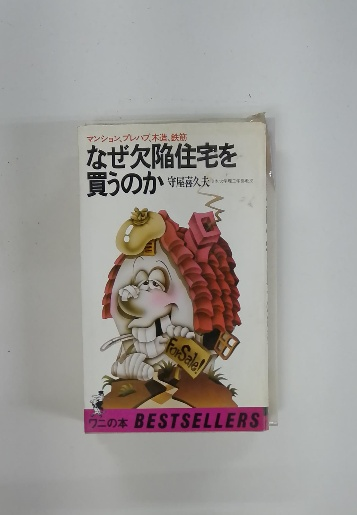 マンション、プレハブ、木造、鉄筋
なぜ欠陥住宅を
買うのか
守屋喜久夫
For Sale!
ワニの本 BESTSELLERS